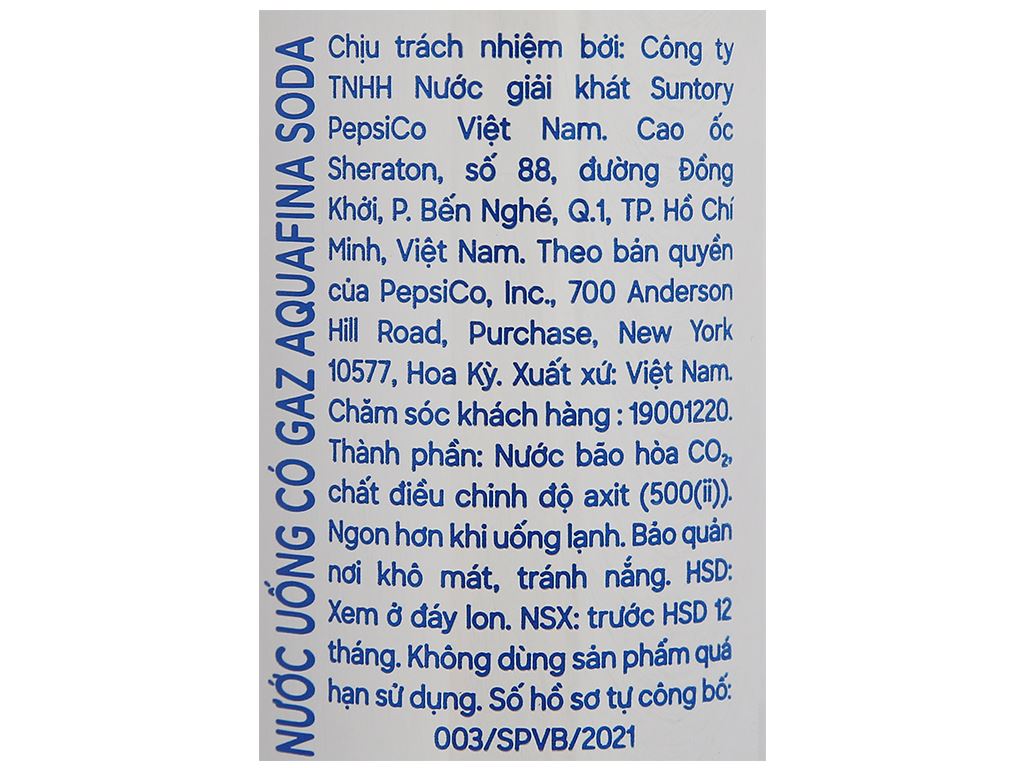 NƯỚC UỐNG CÓ GAZ AQUAFINA SODA
Chịu trách nhiệm bởi: Công ty
TNHH Nước giải khát Suntory
PepsiCo Việt Nam. Cao ốc
Sheraton, số 88, đường Đồng
Khởi, P. Bến Nghé, Q.1, TP. Hồ Chí
Minh, Việt Nam. Theo bản quyền
của PepsiCo, Inc., 700 Anderson
Hill Road, Purchase, New York
10577, Hoa Kỳ. Xuất xứ: Việt Nam.
Chăm sóc khách hàng : 19001220.
Thành phần: Nước bão hòa CO₂,
chất điều chỉnh độ axit (500(ii)).
Ngon hơn khi uống lạnh. Bảo quản
nơi khô mát, tránh nắng. HSD:
Xem ở đáy lon. NSX: trước HSD 12
tháng. Không dùng sản phẩm quá
hạn sử dụng. Số hồ sơ tự công bố:
003/SPVB/2021